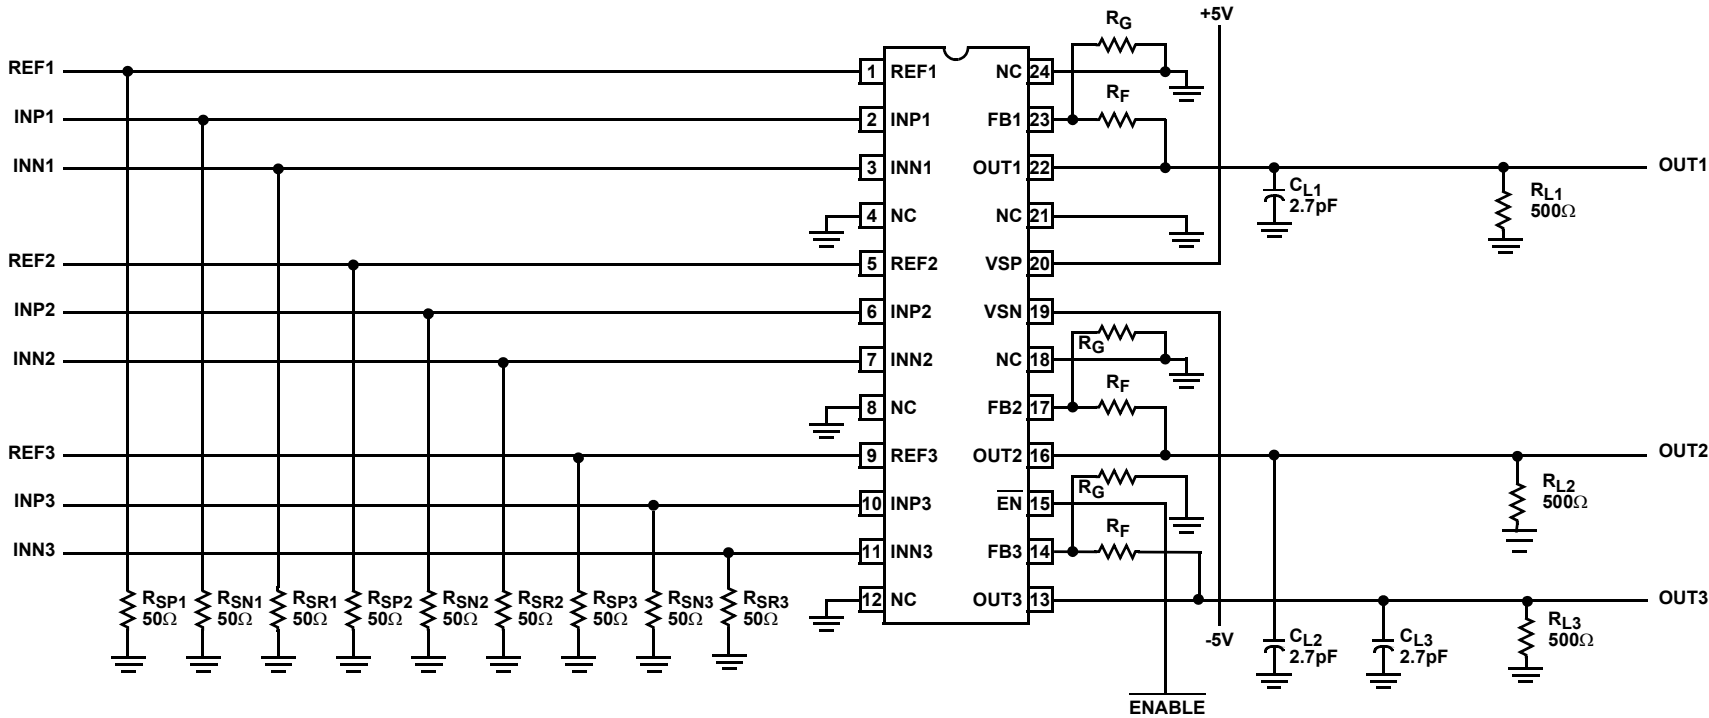 +5V
RG
REF1
1 REF1
NC 24
RF
INP1
2 INP1
FB1 23
INN1
3 INN1
OUT1 22
OUT1
CL1
2.7pF
RL1
500Ω
4 NC
NC 21
REF2
5 REF2
VSP 20
INP2
6 INP2
VSN 19
RG
INN2
7 INN2
NC 18
RF
8 NC
FB2 17
REF3
9 REF3
OUT2 16
OUT2
RG
RL2
500Ω
INP3
10 INP3
EN 15
RF
INN3
11 INN3
FB3 14
RSP1
50Ω
RSN1
50Ω
RSR1
50Ω
RSP2
50Ω
RSN2
50Ω
RSR2
50Ω
RSP3
50Ω
RSN3
50Ω
RSR3
50Ω
12 NC
OUT3 13
OUT3
-5V
CL2
2.7pF
CL3
2.7pF
RL3
500Ω
ENABLE